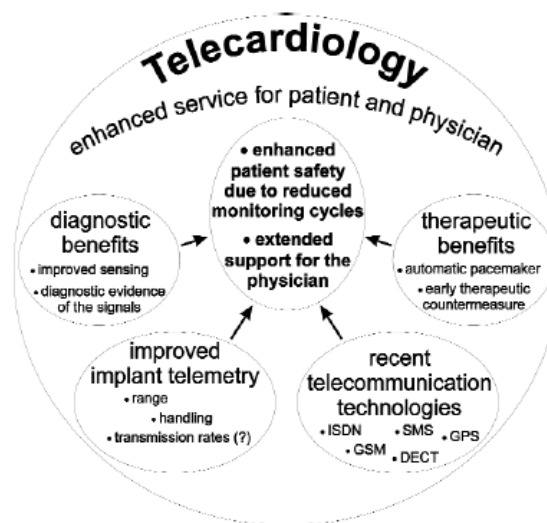 Telecardiology
enhanced service for patient and physician
• enhanced
patient safety
due to reduced
monitoring cycles
• extended
support for the
physician
diagnostic
benefits
• improved sensing
• diagnostic evidence
of the signals
therapeutic
benefits
• automatic pacemaker
• early therapeutic
countermeasure
improved
implant telemetry
• range
• handling
• transmission rates (?)
recent
telecommunication
technologies
• ISDN • SMS • GPS
• GSM • DECT